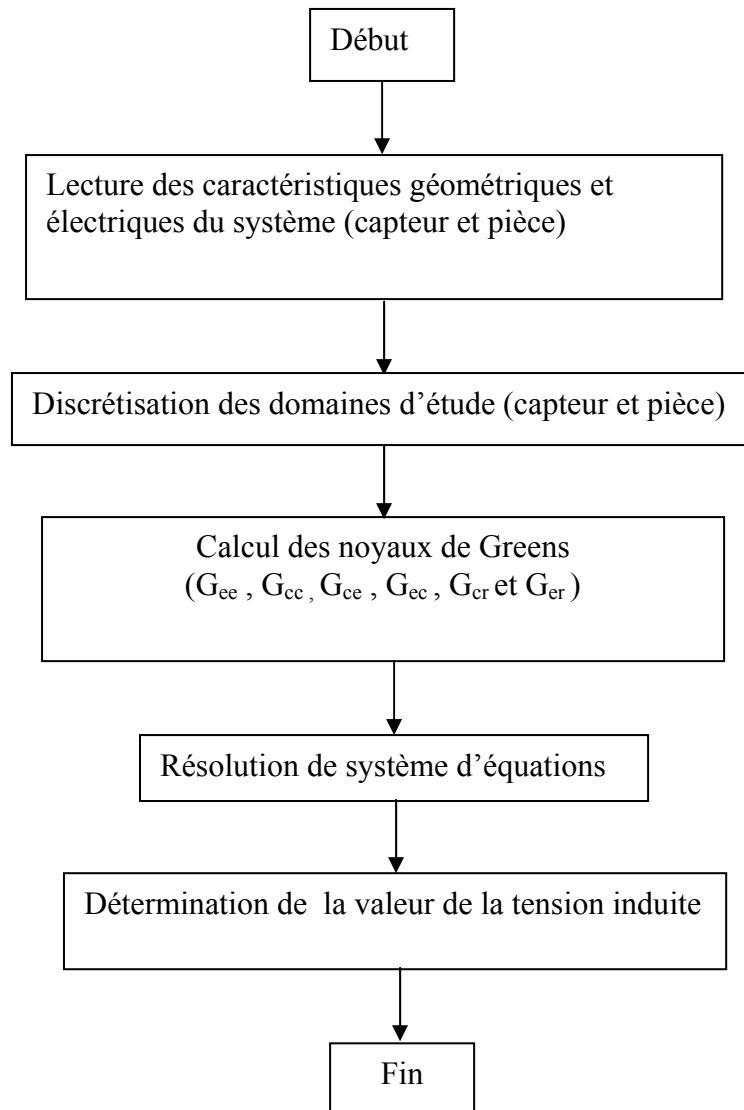 Début
Lecture des caractéristiques géométriques et
électriques du système (capteur et pièce)
Discrétisation des domaines d’étude (capteur et pièce)
Calcul des noyaux de Greens
(Gee , Gcc , Gce , Gec , Gcr et Ger )
Résolution de système d’équations
Détermination de la valeur de la tension induite
Fin